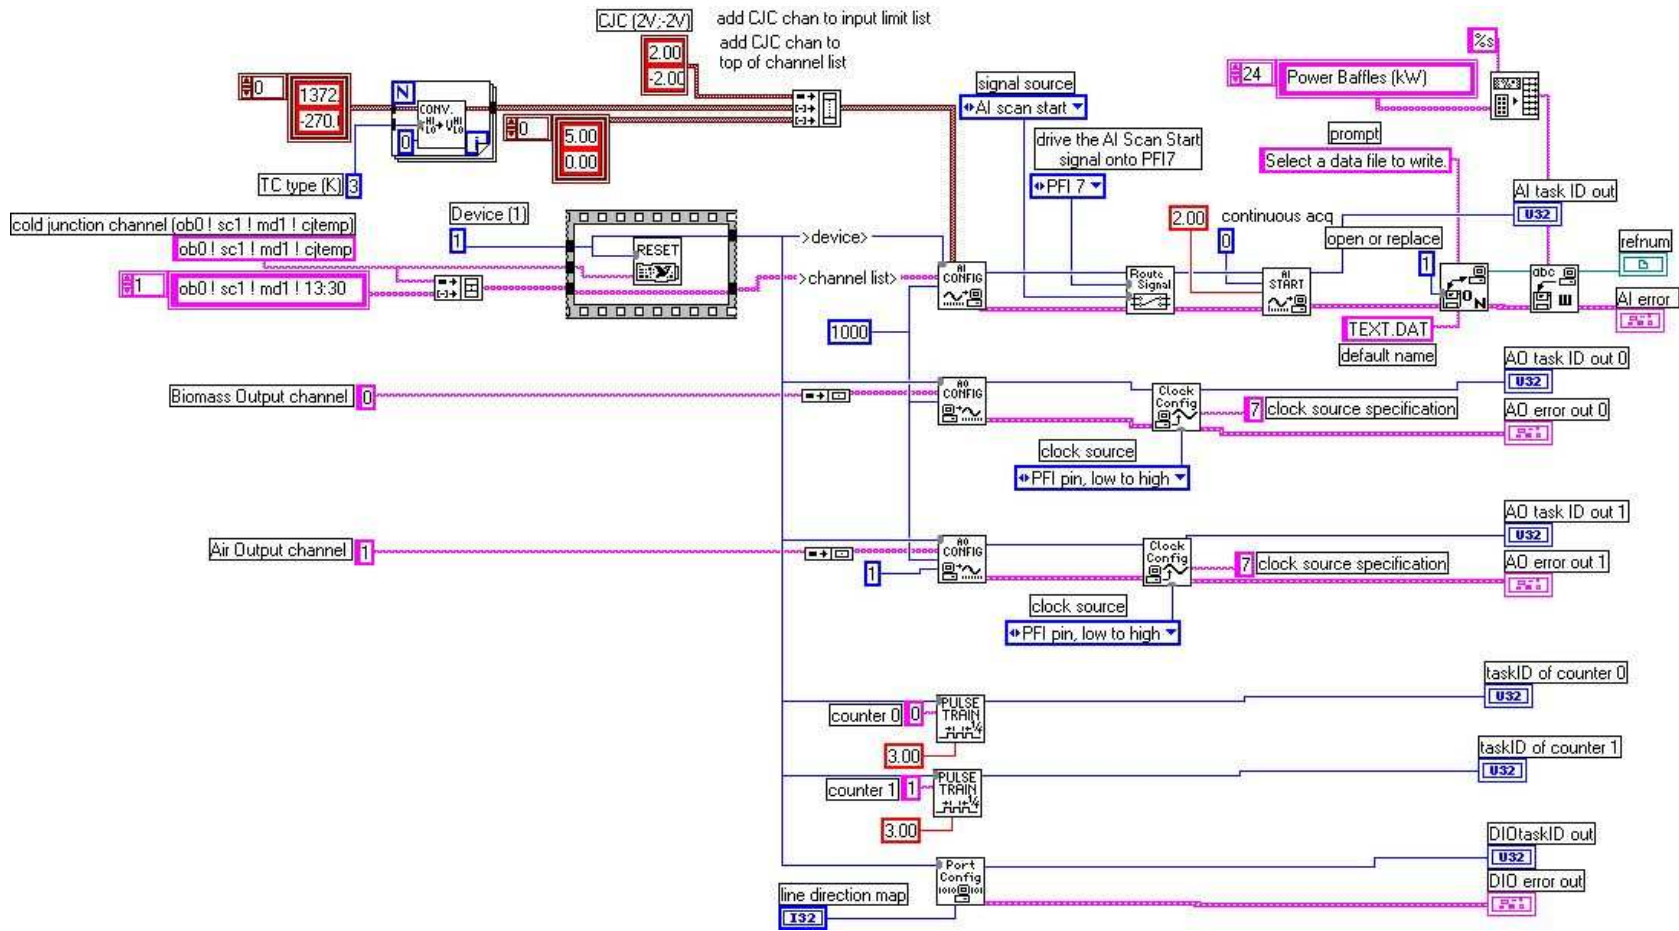 CJC (2V;-2V)
add CJC chan to input limit list
2.00
-2.00
add CJC chan to
top of channel list
%s
24
Power Baffles (kW)
signal source
AI scan start
0
1372.
-270.
N
CONV.
HI
LO
V
HI
LO
0
i
0
5.00
0.00
prompt
Select a data file to write.
drive the AI Scan Start
signal onto PFI7
PFI 7
TC type (K)
3
AI task ID out
U32
cold junction channel (ob0 ! sc1 ! md1 ! cjtemp)
ob0 ! sc1 ! md1 ! cjtemp
Device (1)
1
RESET
>device>
2.00
continuous acq
0
open or replace
1
refnum
1
ob0 ! sc1 ! md1 ! 13:30
>channel list>
AI
CONFIG
Route
Signal
AI
START
O
N
abc
W
AI error
1000
TEXT.DAT
default name
AO task ID out 0
U32
Biomass Output channel
0
AO
CONFIG
Clock
Config
7
clock source specification
AO error out 0
clock source
PFI pin, low to high
AO task ID out 1
U32
Air Output channel
1
AO
CONFIG
1
Clock
Config
7
clock source specification
AO error out 1
clock source
PFI pin, low to high
taskID of counter 0
U32
counter 0
0
PULSE
TRAIN
3.00
taskID of counter 1
U32
counter 1
1
PULSE
TRAIN
3.00
DIOtaskID out
U32
Port
Config
DIO error out
line direction map
I32